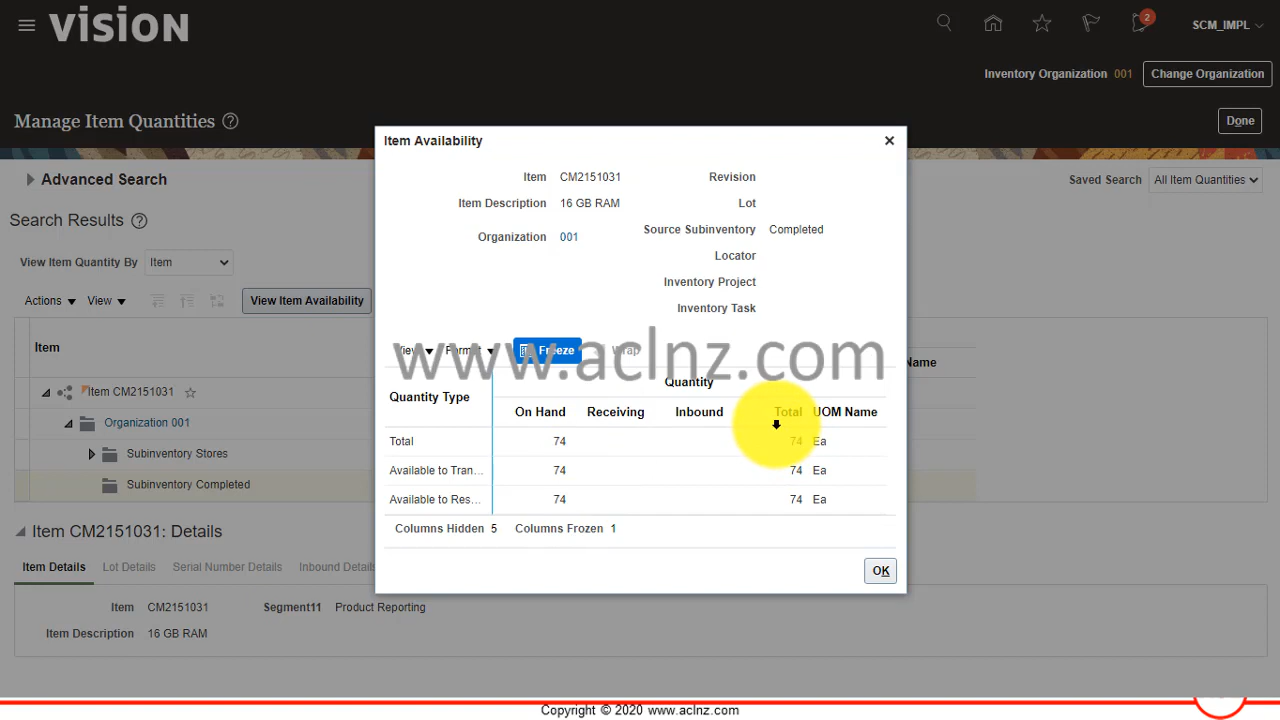 vision
2
SCM_IMPL
Inventory Organization 001 Change Organization
Manage Item Quantities ?
Done
Advanced Search
Saved Search All Item Quantities
Search Results ?
View Item Quantity By Item
Actions View View Item Availability
Item
Name
Item CM2151031
Organization 001
Subinventory Stores
Subinventory Completed
Item CM2151031: Details
Item Details Lot Details Serial Number Details Inbound Details
Item CM2151031 Segment11 Product Reporting
Item Description 16 GB RAM
Item Availability
Item CM2151031 Revision
Item Description 16 GB RAM Lot
Organization 001 Source Subinventory Completed
Locator
Inventory Project
Inventory Task
View Format Freeze Wrap
www.aclnz.com
Quantity Type Quantity
On Hand Receiving Inbound Total UOM Name
Total 74 74 Ea
Available to Tran... 74 74 Ea
Available to Res... 74 74 Ea
Columns Hidden 5 Columns Frozen 1
OK
Copyright © 2020 www.aclnz.com